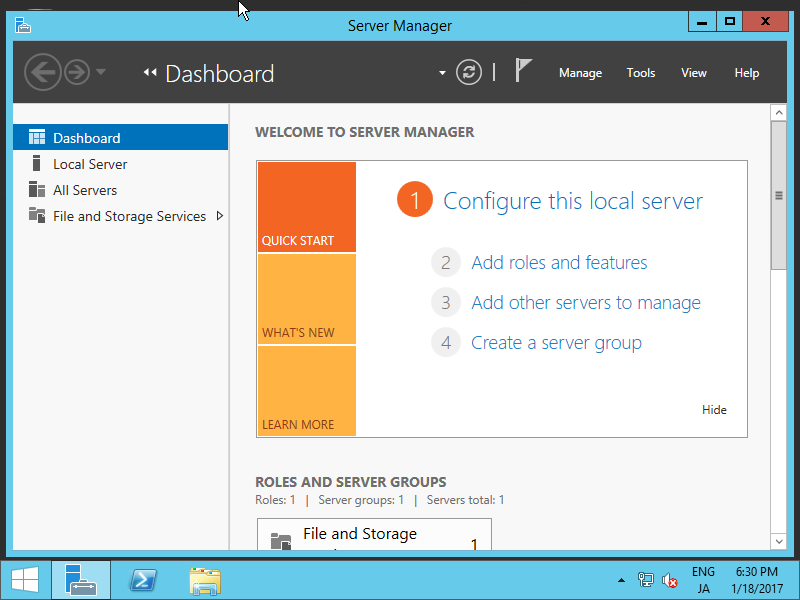 Server Manager
Dashboard
Manage Tools View Help
Dashboard
Local Server
All Servers
File and Storage Services
WELCOME TO SERVER MANAGER
QUICK START
WHAT'S NEW
LEARN MORE
1 Configure this local server
2 Add roles and features
3 Add other servers to manage
4 Create a server group
Hide
ROLES AND SERVER GROUPS
Roles: 1 | Server groups: 1 | Servers total: 1
File and Storage 1
ENG 6:30 PM
JA 1/18/2017